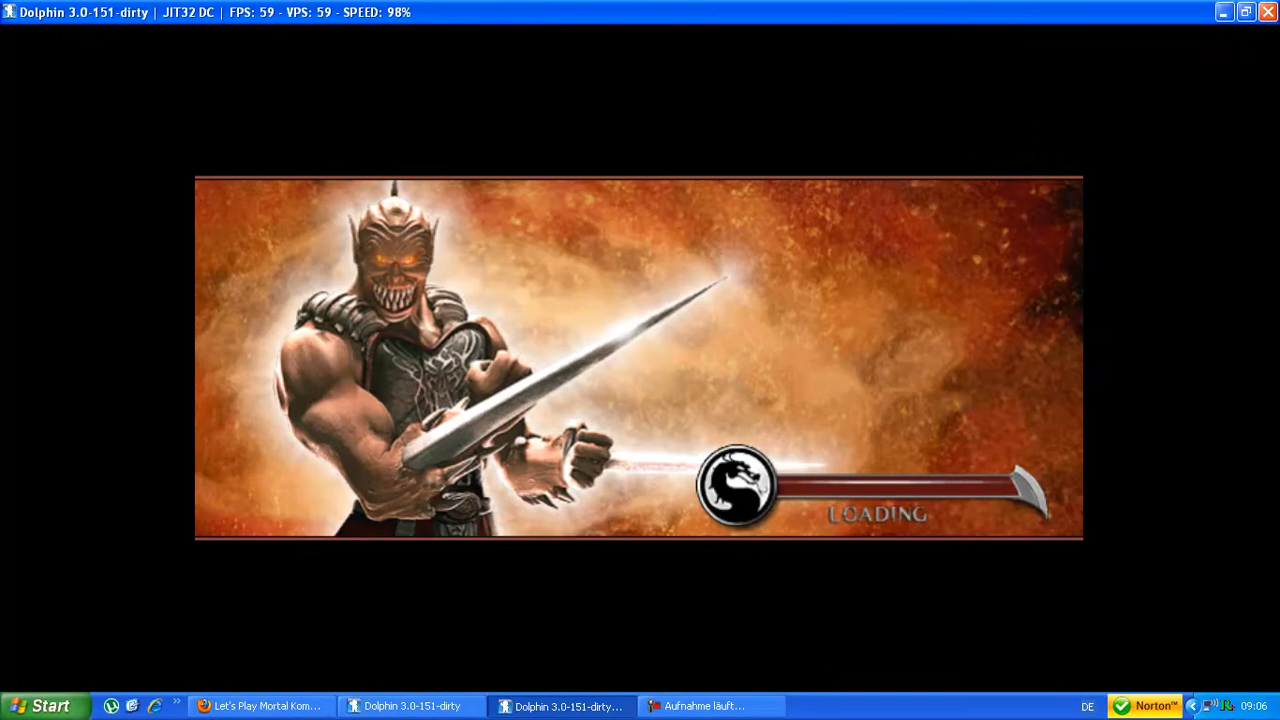 Dolphin 3.0-151-dirty | JIT32 DC | FPS: 59 - VPS: 59 - SPEED: 98%
LOADING
Start
Let's Play Mortal Kom...
Dolphin 3.0-151-dirty
Dolphin 3.0-151-dirty...
Aufnahme läuft...
DE
Norton™
09:06